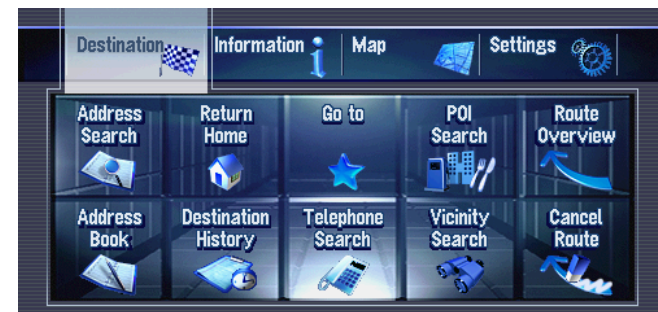 Destination Information Map Settings
Address Search
Return Home
Go to
POI Search
Route Overview
Address Book
Destination History
Telephone Search
Vicinity Search
Cancel Route